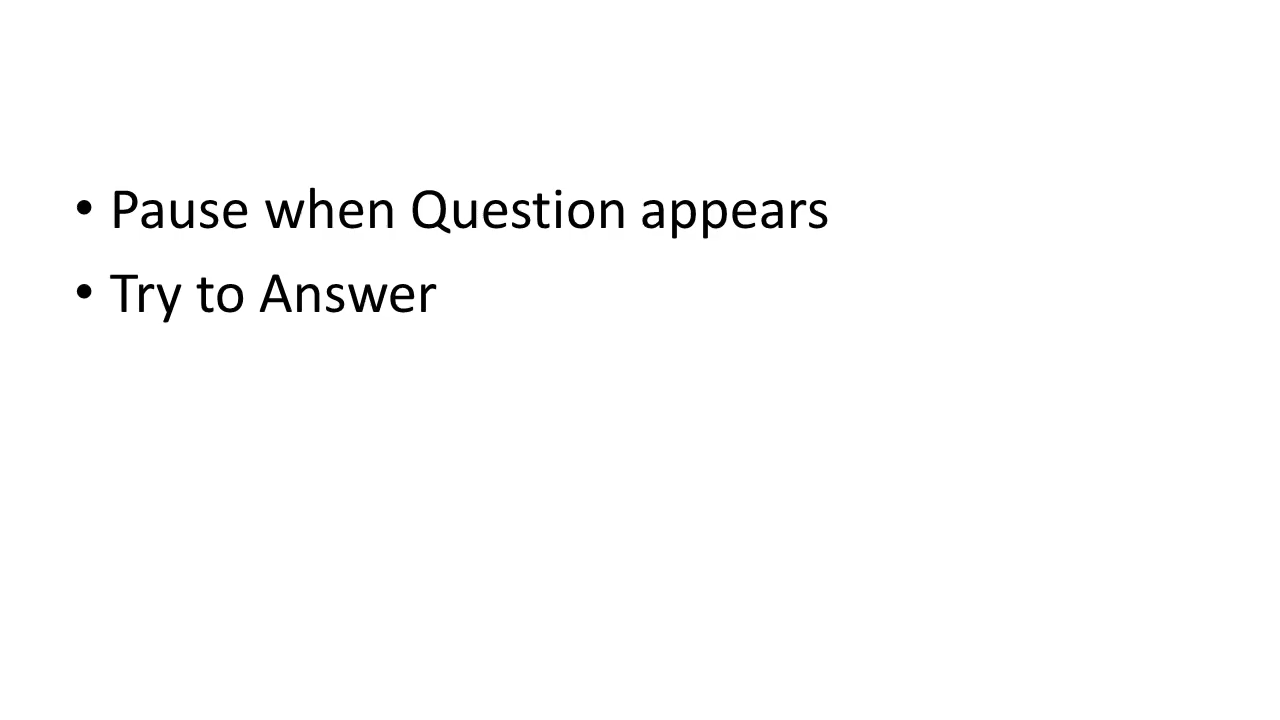 • Pause when Question appears
• Try to Answer